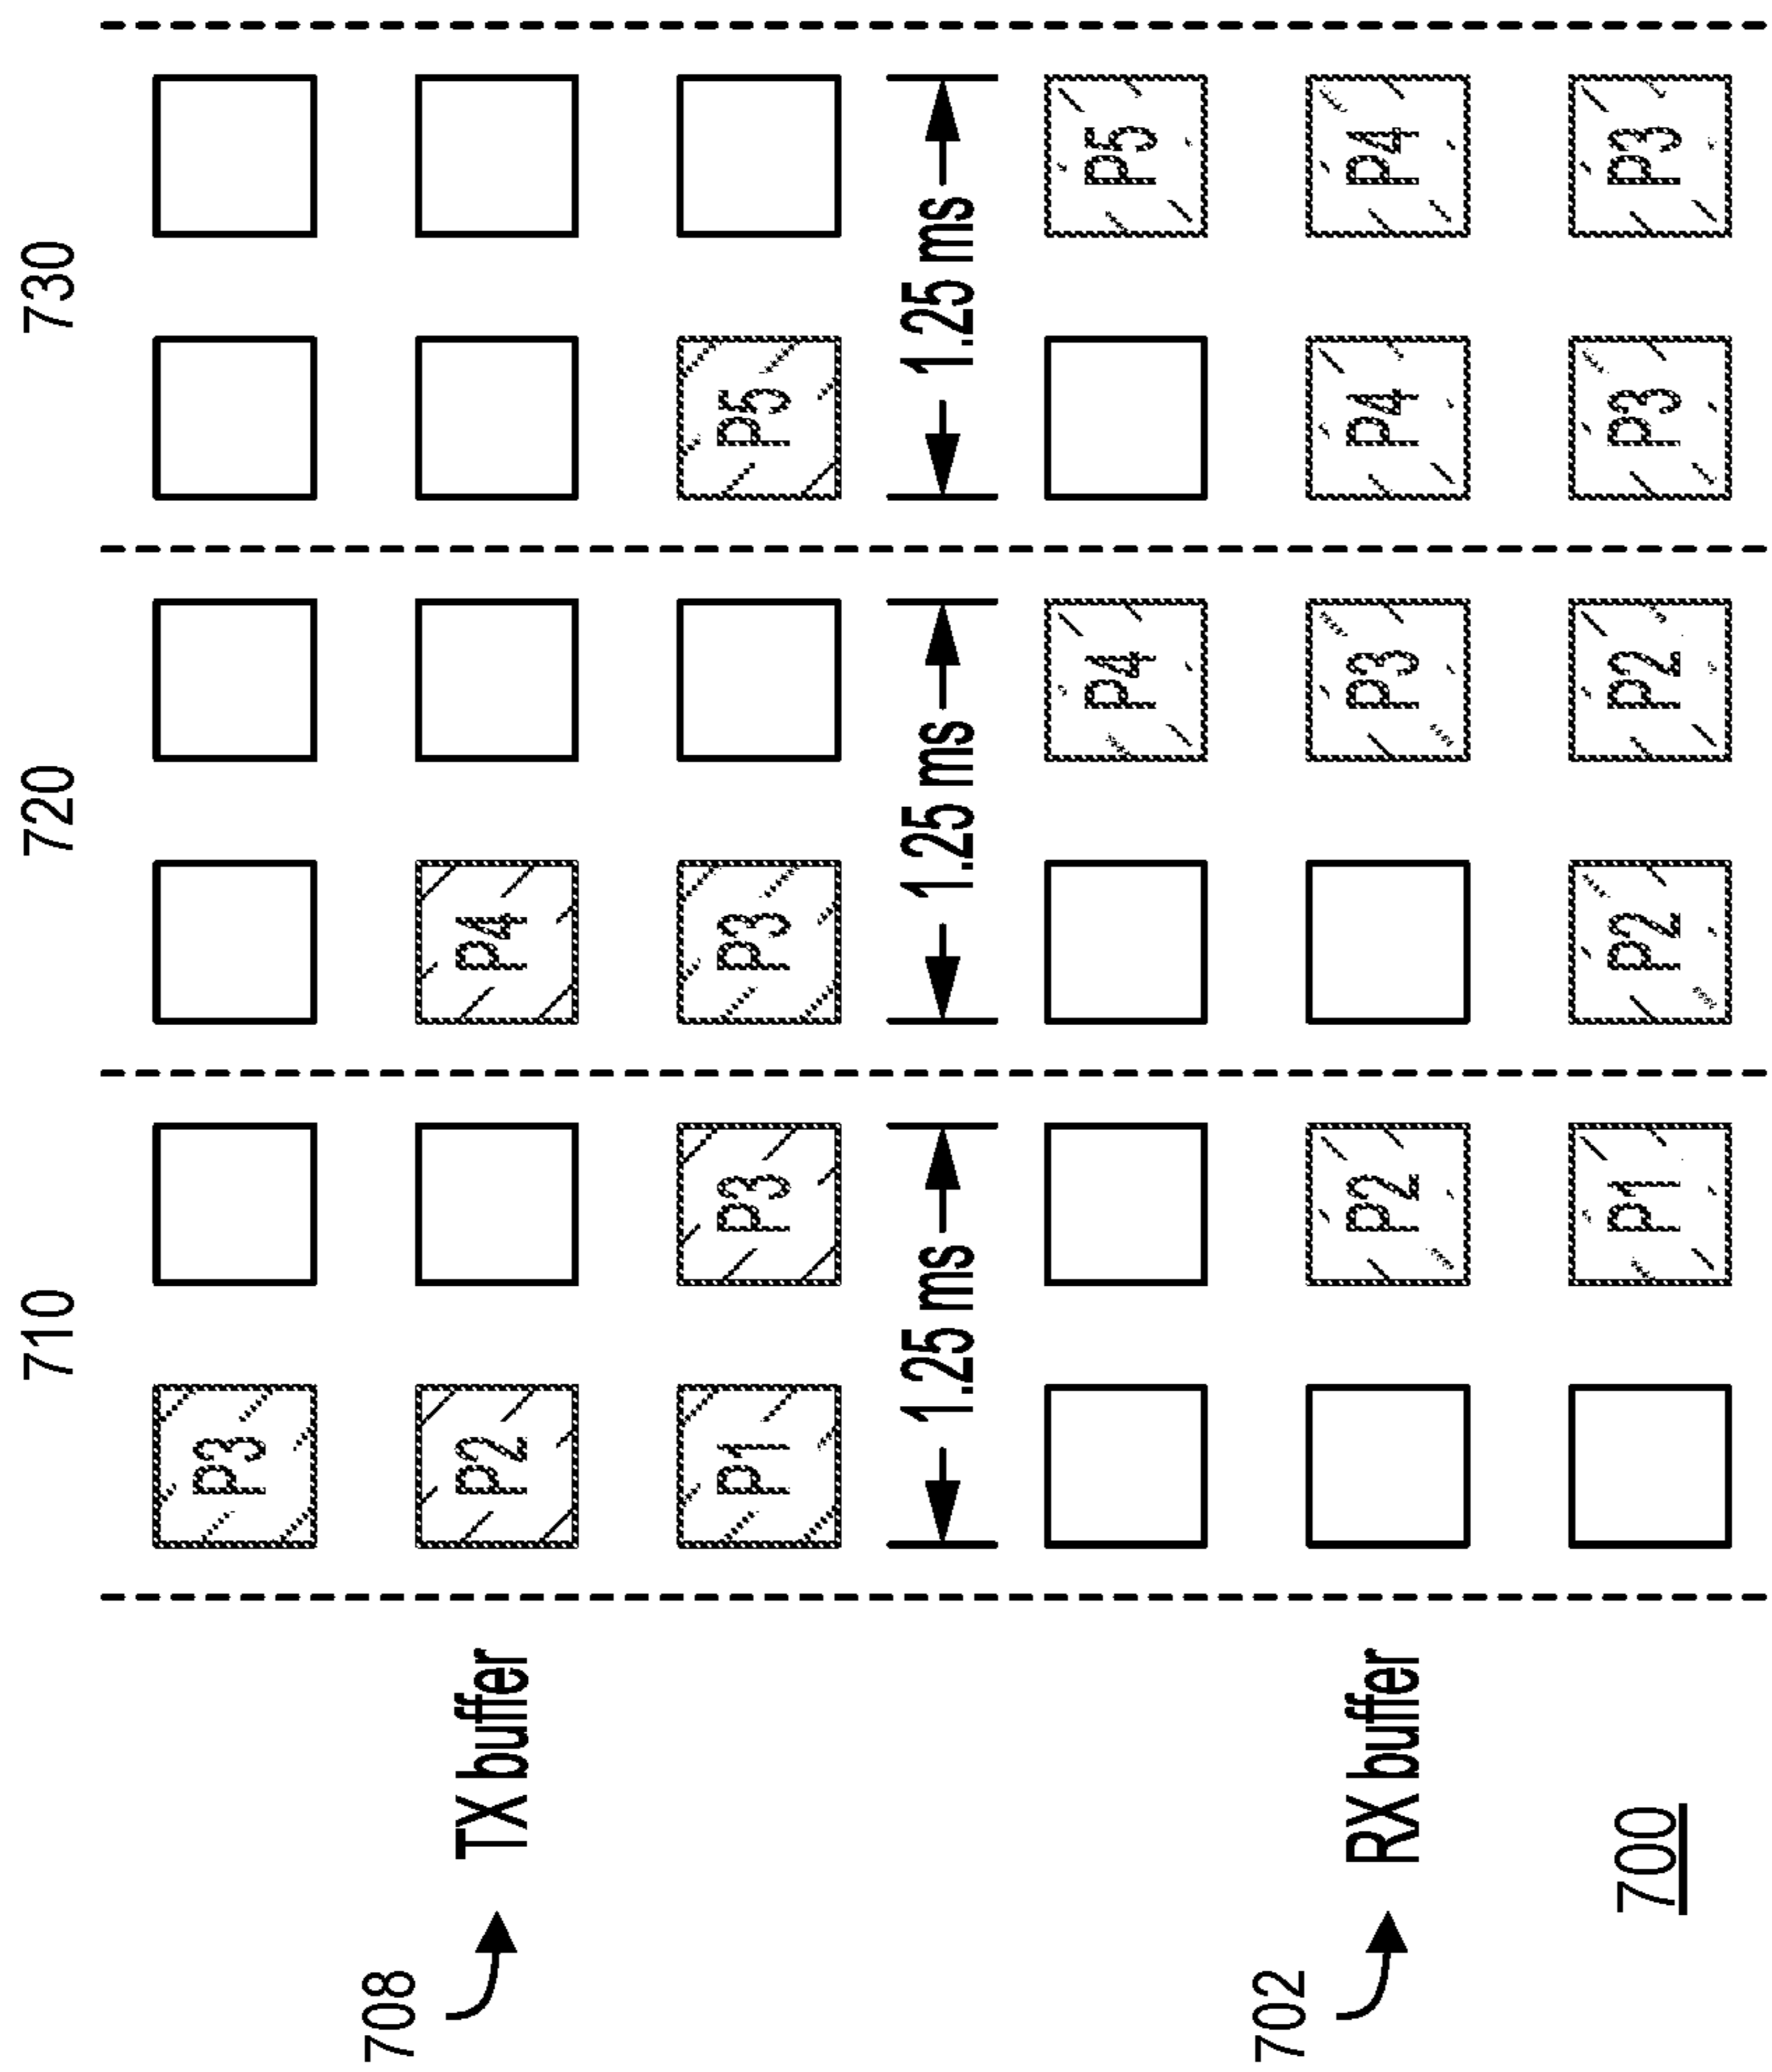 710 720 730
P3
708
TX buffer P2 P4
P1 P3 P3 P5
1.25 ms 1.25 ms 1.25 ms
P4 P5
702
RX buffer P2 P3 P4 P4
700 P1 P2 P2 P3 P3